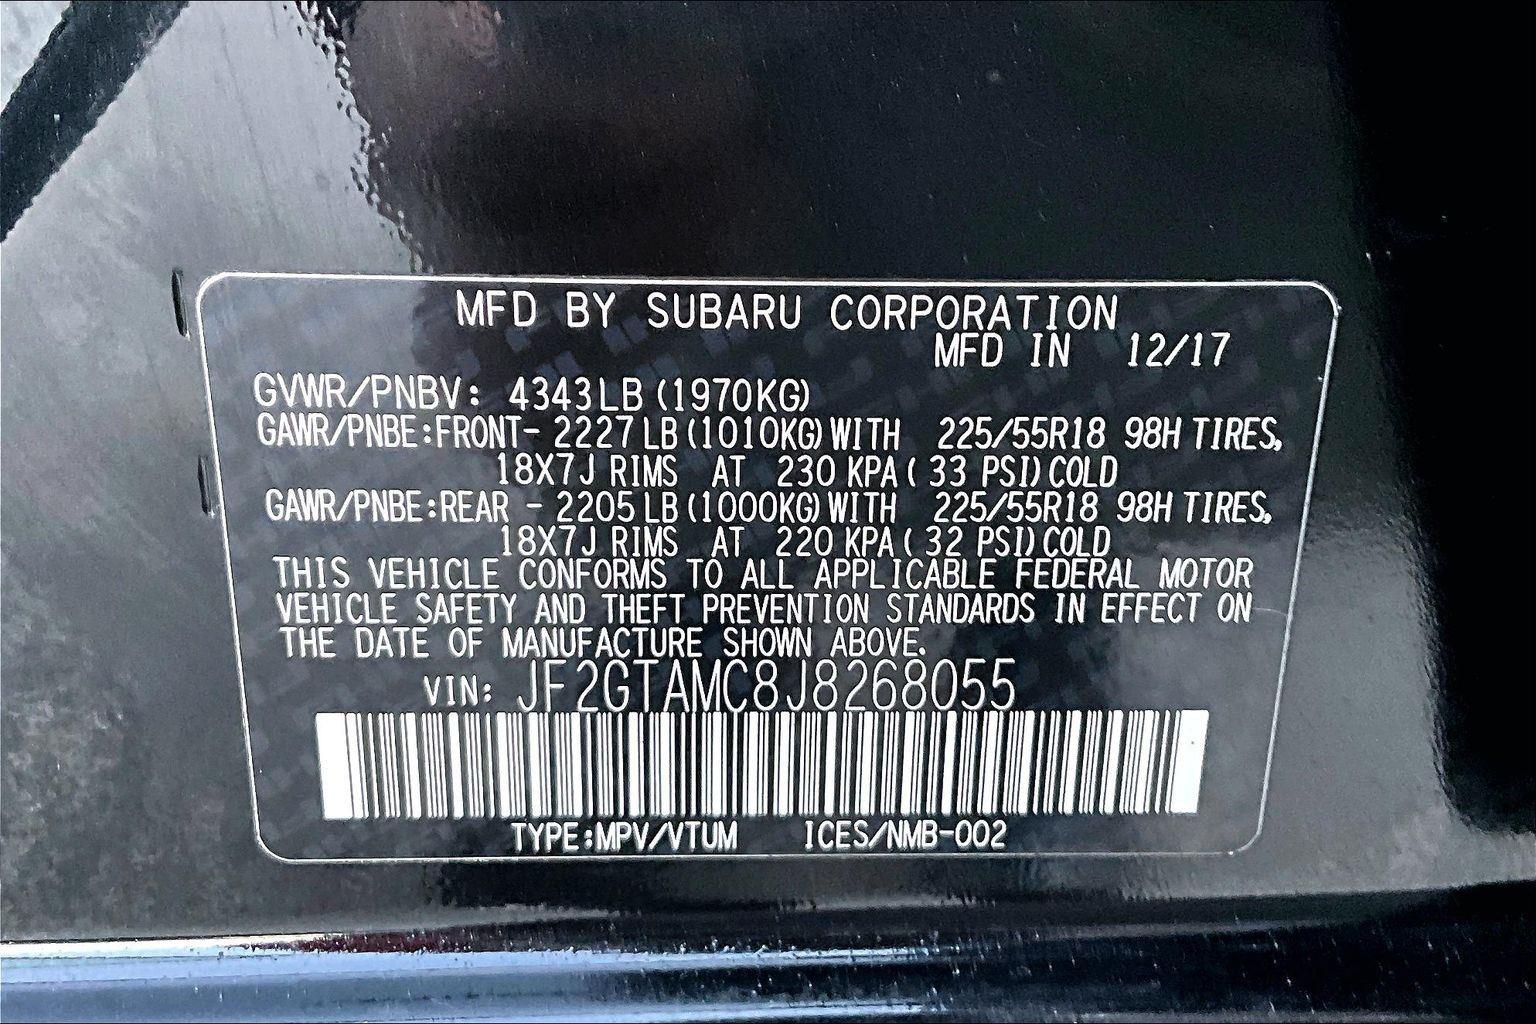 MFD BY SUBARU CORPORATION
MFD IN 12/17
GVWR/PNBV: 4343LB (1970KG)
GAWR/PNBE:FRONT- 2227LB (1010KG) WITH 225/55R18 98H TIRES,
18X7J RIMS AT 230 KPA ( 33 PSI) COLD
GAWR/PNBE:REAR - 2205LB (1000KG) WITH 225/55R18 98H TIRES,
18X7J RIMS AT 220 KPA ( 32 PSI) COLD
THIS VEHICLE CONFORMS TO ALL APPLICABLE FEDERAL MOTOR
VEHICLE SAFETY AND THEFT PREVENTION STANDARDS IN EFFECT ON
THE DATE OF MANUFACTURE SHOWN ABOVE.
VIN: JF2GTAMC8J8268055
TYPE:MPV/VTUM ICES/NMB-002